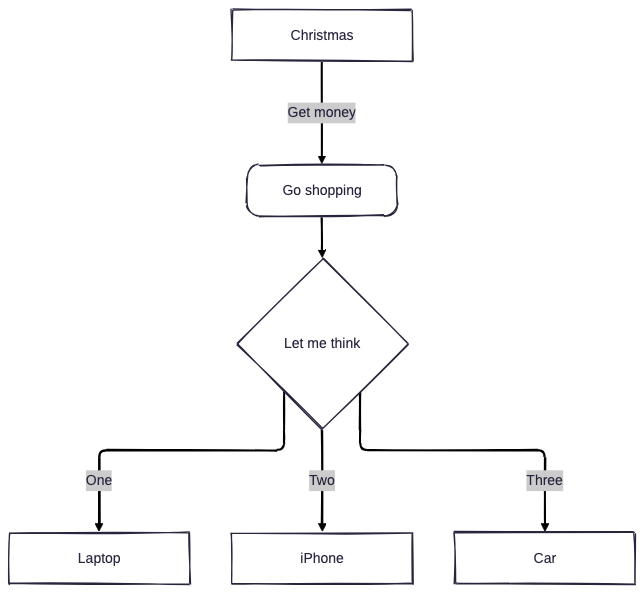 Christmas
Get money
Go shopping
Let me think
One
Two
Three
Laptop
iPhone
Car